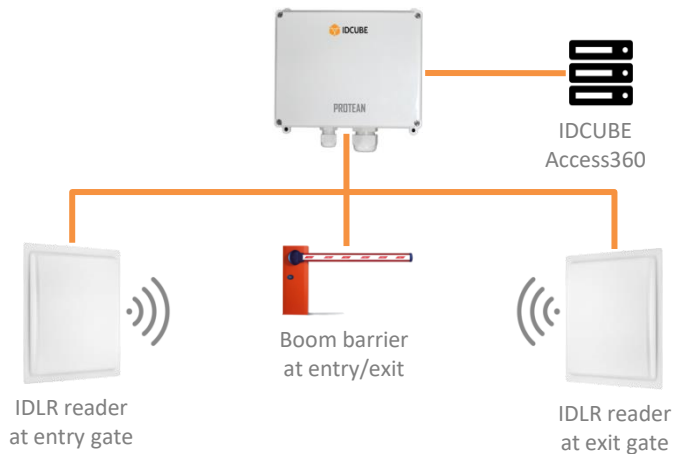 IDCUBE
PROTEAN
IDCUBE
Access360
Boom barrier
at entry/exit
IDLR reader
at entry gate
IDLR reader
at exit gate